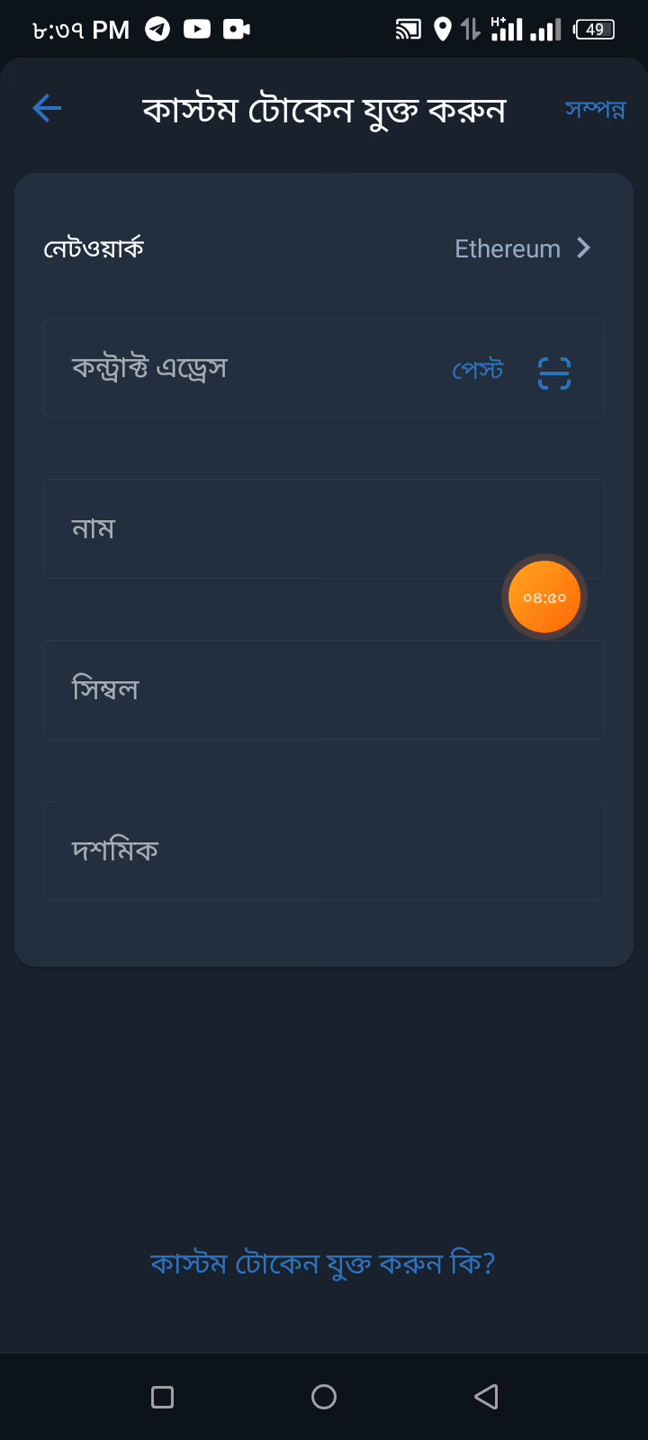 ৮:৩৭ PM H+ 49
কাস্টম টোকেন যুক্ত করুন
সম্পন্ন
নেটওয়ার্ক
Ethereum
কন্ট্রাক্ট এড্রেস
পেস্ট
নাম
০৪:৫০
সিম্বল
দশমিক
কাস্টম টোকেন যুক্ত করুন কি?